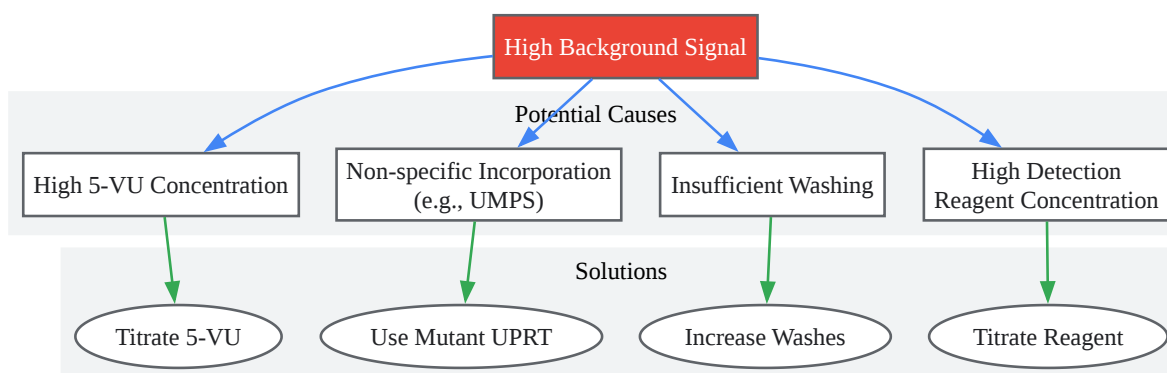 High Background Signal
Potential Causes
High 5-VU Concentration
Non-specific Incorporation
(e.g., UMPS)
Insufficient Washing
High Detection
Reagent Concentration
Solutions
Titrate 5-VU
Use Mutant UPRT
Increase Washes
Titrate Reagent